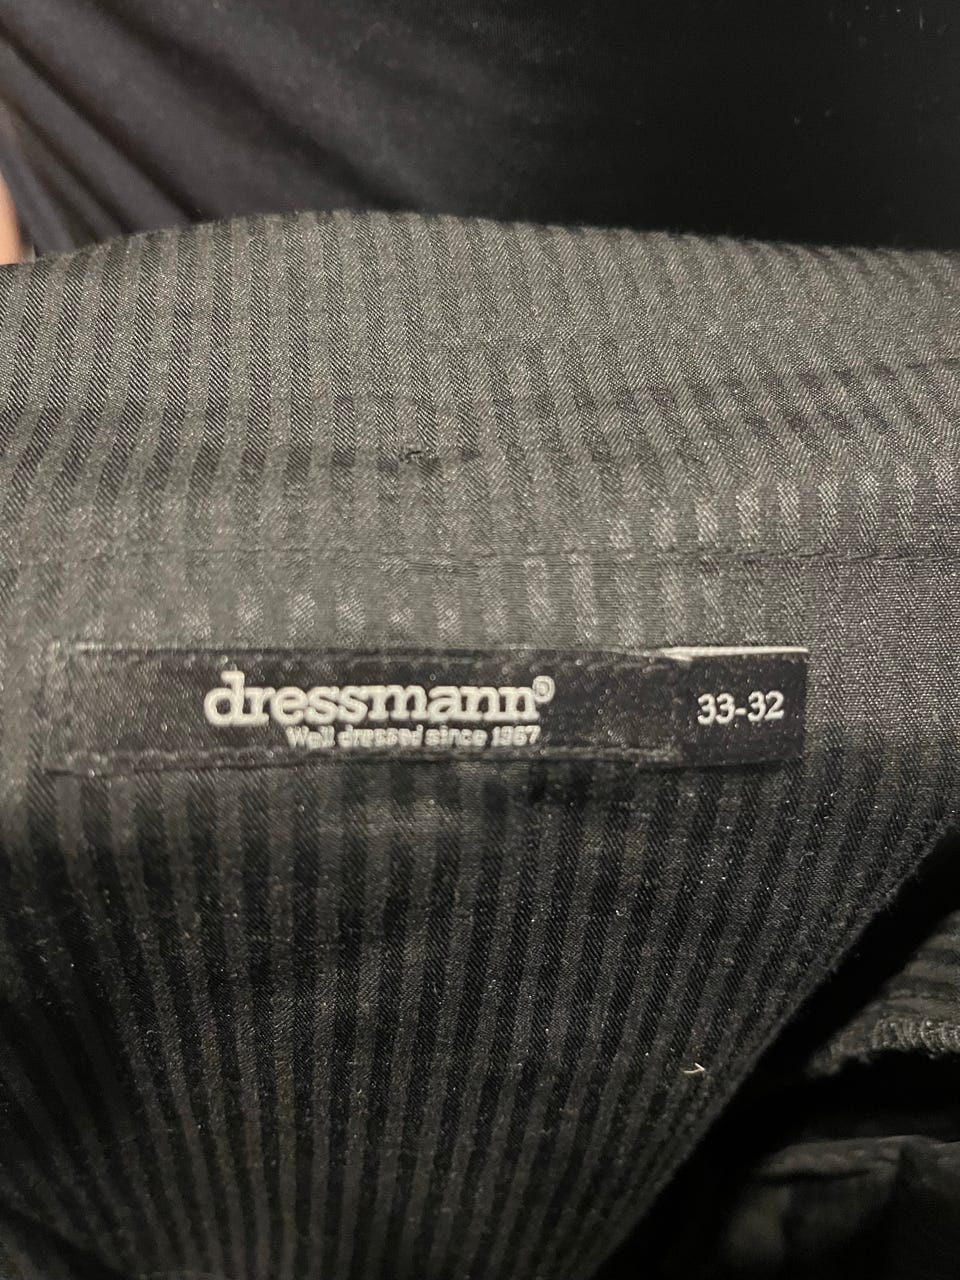 dressmann®
Well dressed since 1967
33-32